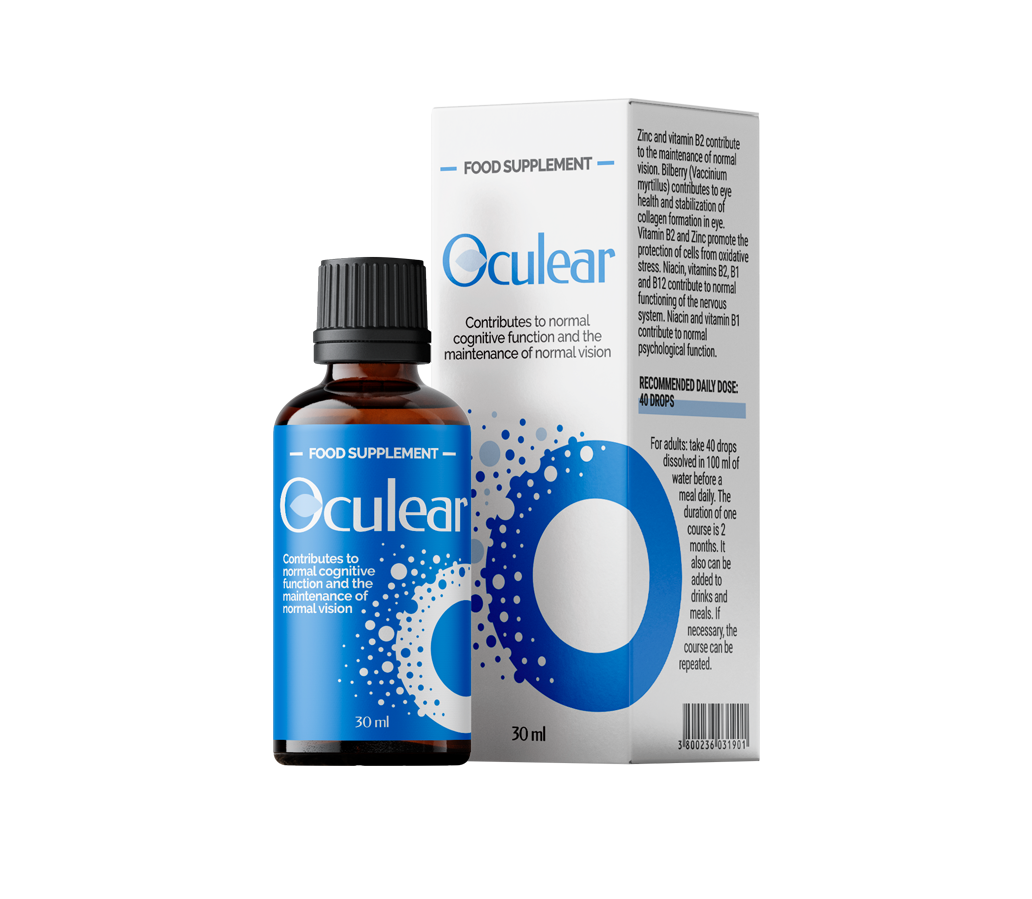 FOOD SUPPLEMENT
Oculear
Contributes to normal
cognitive function and the
maintenance of normal vision
30 ml
Zinc and vitamin B2 contribute
to the maintenance of normal
vision. Bilberry (Vaccinium
myrtillus) contributes to eye
health and stabilization of
collagen formation in eye.
Vitamin B2 and Zinc promote the
protection of cells from oxidative
stress. Niacin, vitamins B2, B1
and B12 contribute to normal
functioning of the nervous
system. Niacin and vitamin B1
contribute to normal
psychological function.
RECOMMENDED DAILY DOSE:
40 DROPS
For adults: take 40 drops
dissolved in 100 ml of
water before a
meal daily. The
duration of one
course is 2
months. It
also can be
added to
drinks and
meals. If
necessary, the
course can be
repeated.
3 800236 031901
FOOD SUPPLEMENT
Oculear
Contributes to
normal cognitive
function and the
maintenance of
normal vision
30 ml